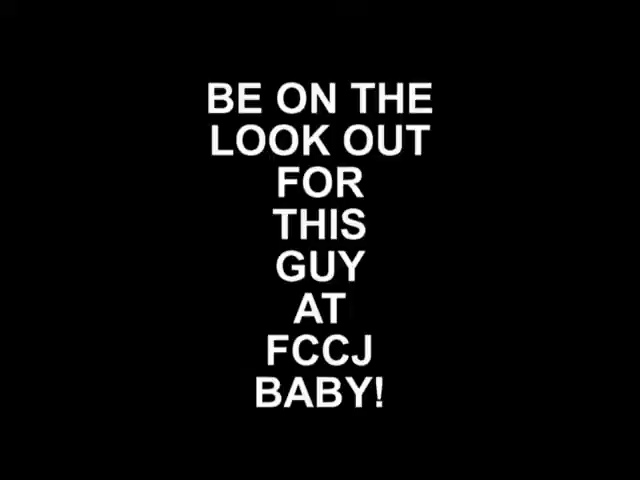 BE ON THE
LOOK OUT
FOR
THIS
GUY
AT
FCCJ
BABY!